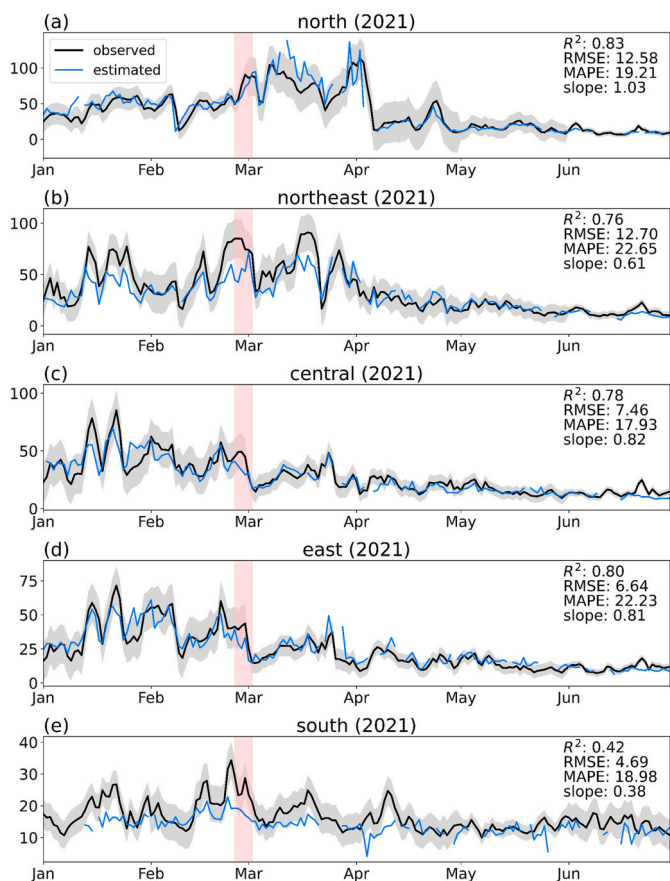 (a) north (2021)
observed
estimated
R²: 0.83
RMSE: 12.58
MAPE: 19.21
slope: 1.03
100
50
0
Jan Feb Mar Apr May Jun
(b) northeast (2021)
R²: 0.76
RMSE: 12.70
MAPE: 22.65
slope: 0.61
100
50
0
Jan Feb Mar Apr May Jun
(c) central (2021)
R²: 0.78
RMSE: 7.46
MAPE: 17.93
slope: 0.82
100
50
0
Jan Feb Mar Apr May Jun
(d) east (2021)
R²: 0.80
RMSE: 6.64
MAPE: 22.23
slope: 0.81
75
50
25
0
Jan Feb Mar Apr May Jun
(e) south (2021)
R²: 0.42
RMSE: 4.69
MAPE: 18.98
slope: 0.38
40
30
20
10
Jan Feb Mar Apr May Jun